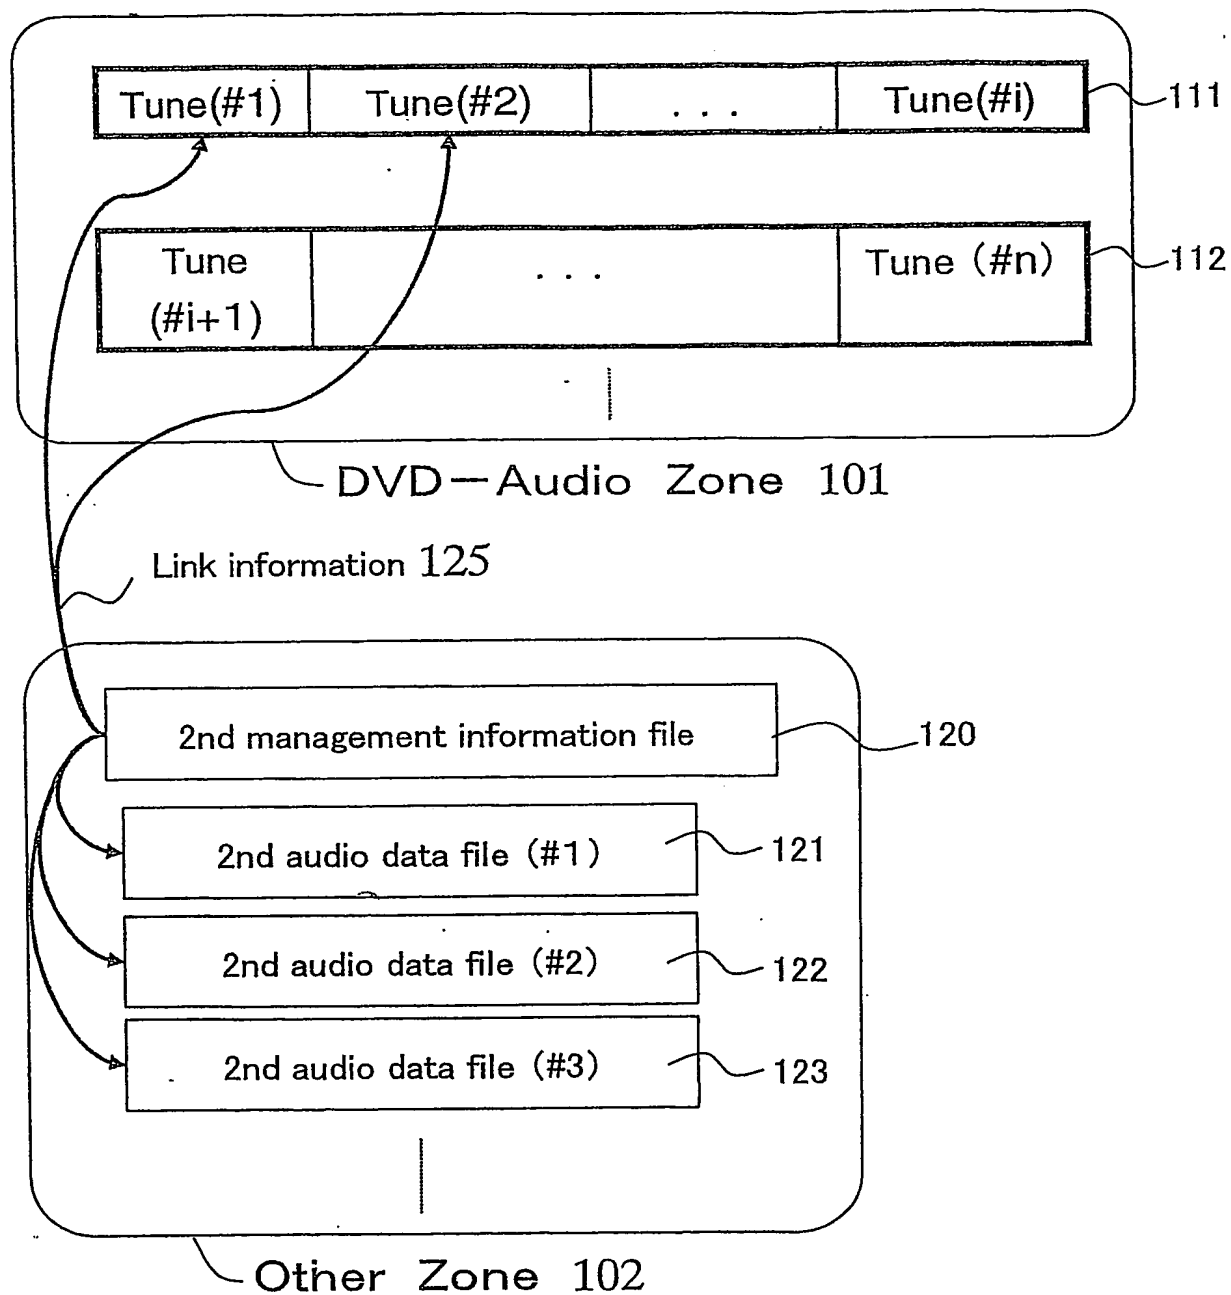 Tune(#1) Tune(#2) . . . Tune(#i) 111
Tune . . . Tune (#n) 112
(#i+1)
DVD－Audio Zone 101
Link information 125
2nd management information file 120
2nd audio data file (#1) 121
2nd audio data file (#2) 122
2nd audio data file (#3) 123
Other Zone 102